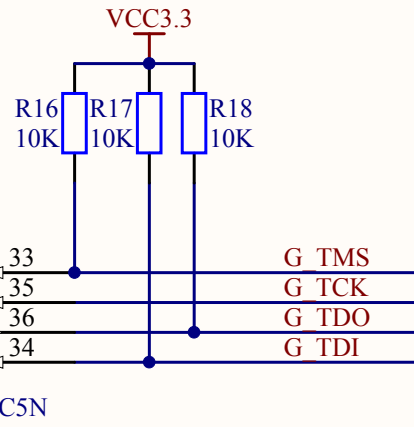 VCC3.3
R16 R17 R18
10K 10K 10K
33 G_TMS
35 G_TCK
36 G_TDO
34 G_TDI
C5N